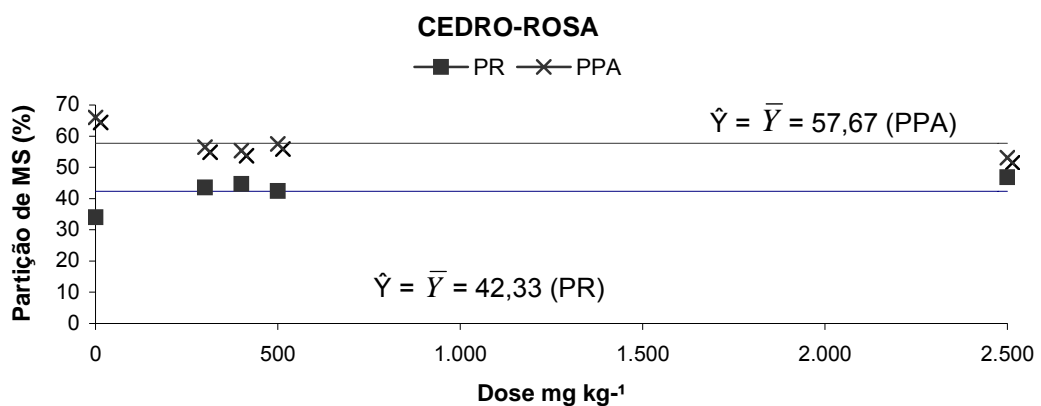 CEDRO-ROSA
PR PPA
Partição de MS (%)
70
60
50
40
30
20
10
0
Ŷ = Y̅ = 57,67 (PPA)
Ŷ = Y̅ = 42,33 (PR)
0 500 1.000 1.500 2.000 2.500
Dose mg kg-¹